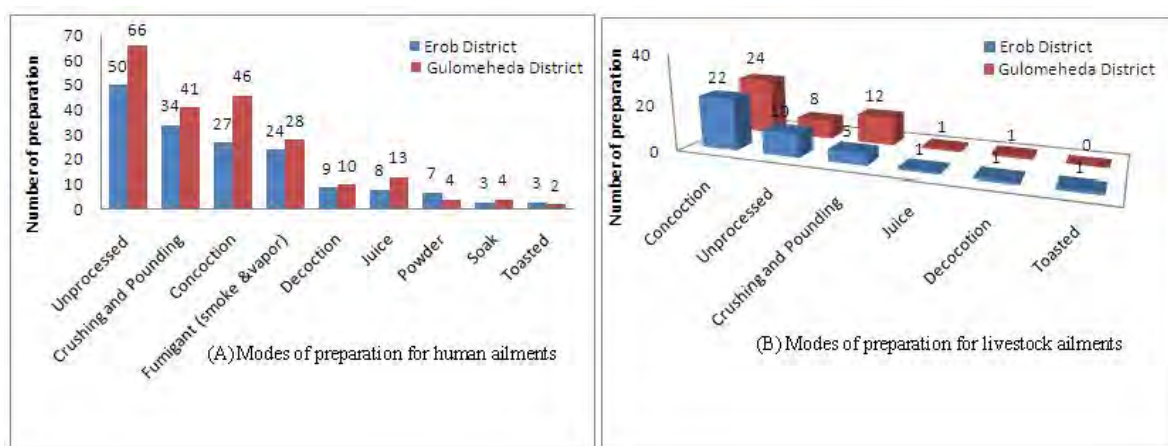 70
60
50
40
30
20
10
0
Number of preparation
Erob District
Gulomeheda District
50 66
34 41
27 46
24 28
9 10
8 13
7 4
3 4
3 2
Unprocessed
Crushing and Pounding
Concoction
Fumigant (smoke &vapor)
Decoction
Juice
Powder
Soak
Toasted
(A) Modes of preparation for human ailments
40
20
0
Number of preparation
Erob District
Gulomeheda District
22 24
10 8
5 12
1 1
1 1
1 0
Concoction
Unprocessed
Crushing and Pounding
Juice
Decocotion
Toasted
(B) Modes of preparation for livestock ailments